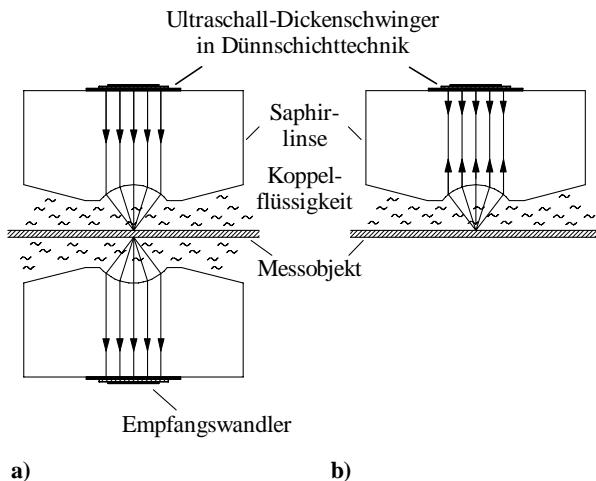 Ultraschall-Dickenschwinger
in Dünnschichttechnik
Saphir-
linse
Koppel-
flüssigkeit
Messobjekt
Empfangswandler
a)
b)